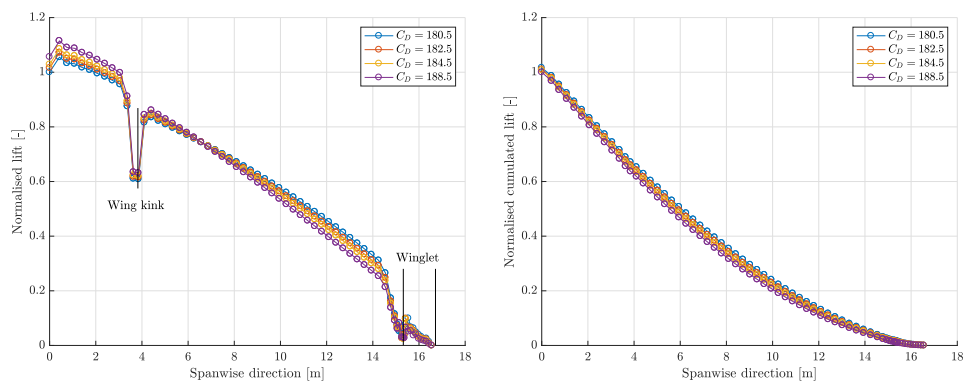 1.2
1
0.8
0.6
0.4
0.2
0
Normalised lift [-]
0 2 4 6 8 10 12 14 16 18
Spanwise direction [m]
Wing kink
Winglet
C_D = 180.5
C_D = 182.5
C_D = 184.5
C_D = 188.5
1.2
1
0.8
0.6
0.4
0.2
0
Normalised cumulated lift [-]
0 2 4 6 8 10 12 14 16 18
Spanwise direction [m]
C_D = 180.5
C_D = 182.5
C_D = 184.5
C_D = 188.5